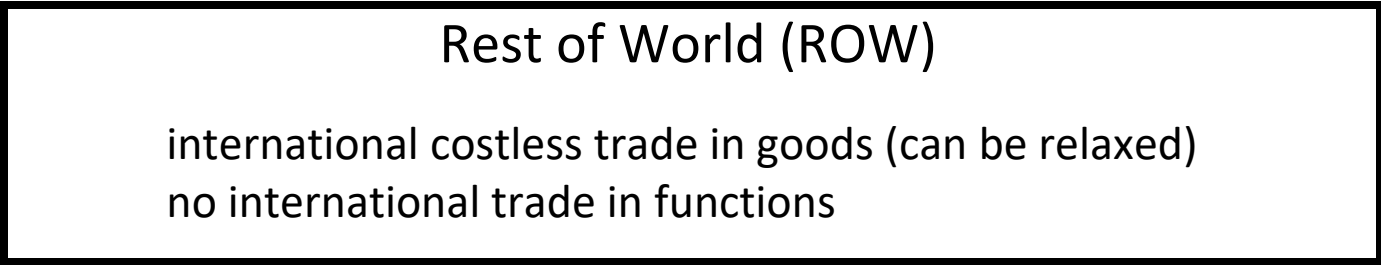 Rest of World (ROW)
international costless trade in goods (can be relaxed)
no international trade in functions